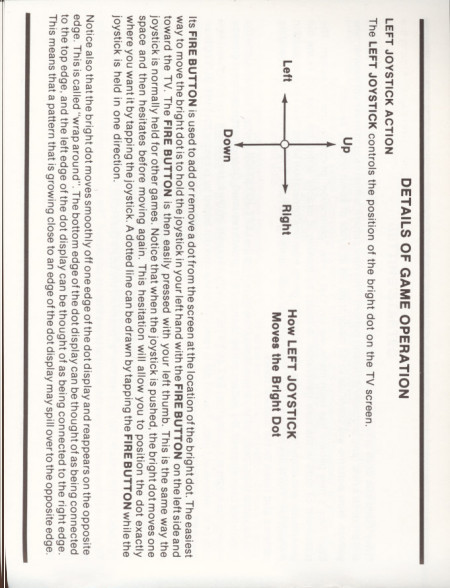 DETAILS OF GAME OPERATION
LEFT JOYSTICK ACTION
The LEFT JOYSTICK controls the position of the bright dot on the TV screen.
Up
Left
Right
Down
How LEFT JOYSTICK
Moves the Bright Dot
Its FIRE BUTTON is used to add or remove a dot from the screen at the location of the bright dot. The easiest
way to move the bright dot is to hold the joystick in your left hand with the FIRE BUTTON on the left side and
toward the TV. The FIRE BUTTON is then easily pressed with your left thumb. This is the same way the
joystick is normally held for other games. Notice that when the joystick is pushed, the bright dot moves one
space and then hesitates before moving again. This hesitation will allow you to position the dot exactly
where you want it by tapping the joystick. A dotted line can be drawn by tapping the FIRE BUTTON while the
joystick is held in one direction.
Notice also that the bright dot moves smoothly off one edge of the dot display and reappears on the opposite
edge. This is called "wrap around". The bottom edge of the dot display can be thought of as being connected
to the top edge, and the left edge of the dot display can be thought of as being connected to the right edge.
This means that a pattern that is growing close to an edge of the dot display may spill over to the opposite edge.